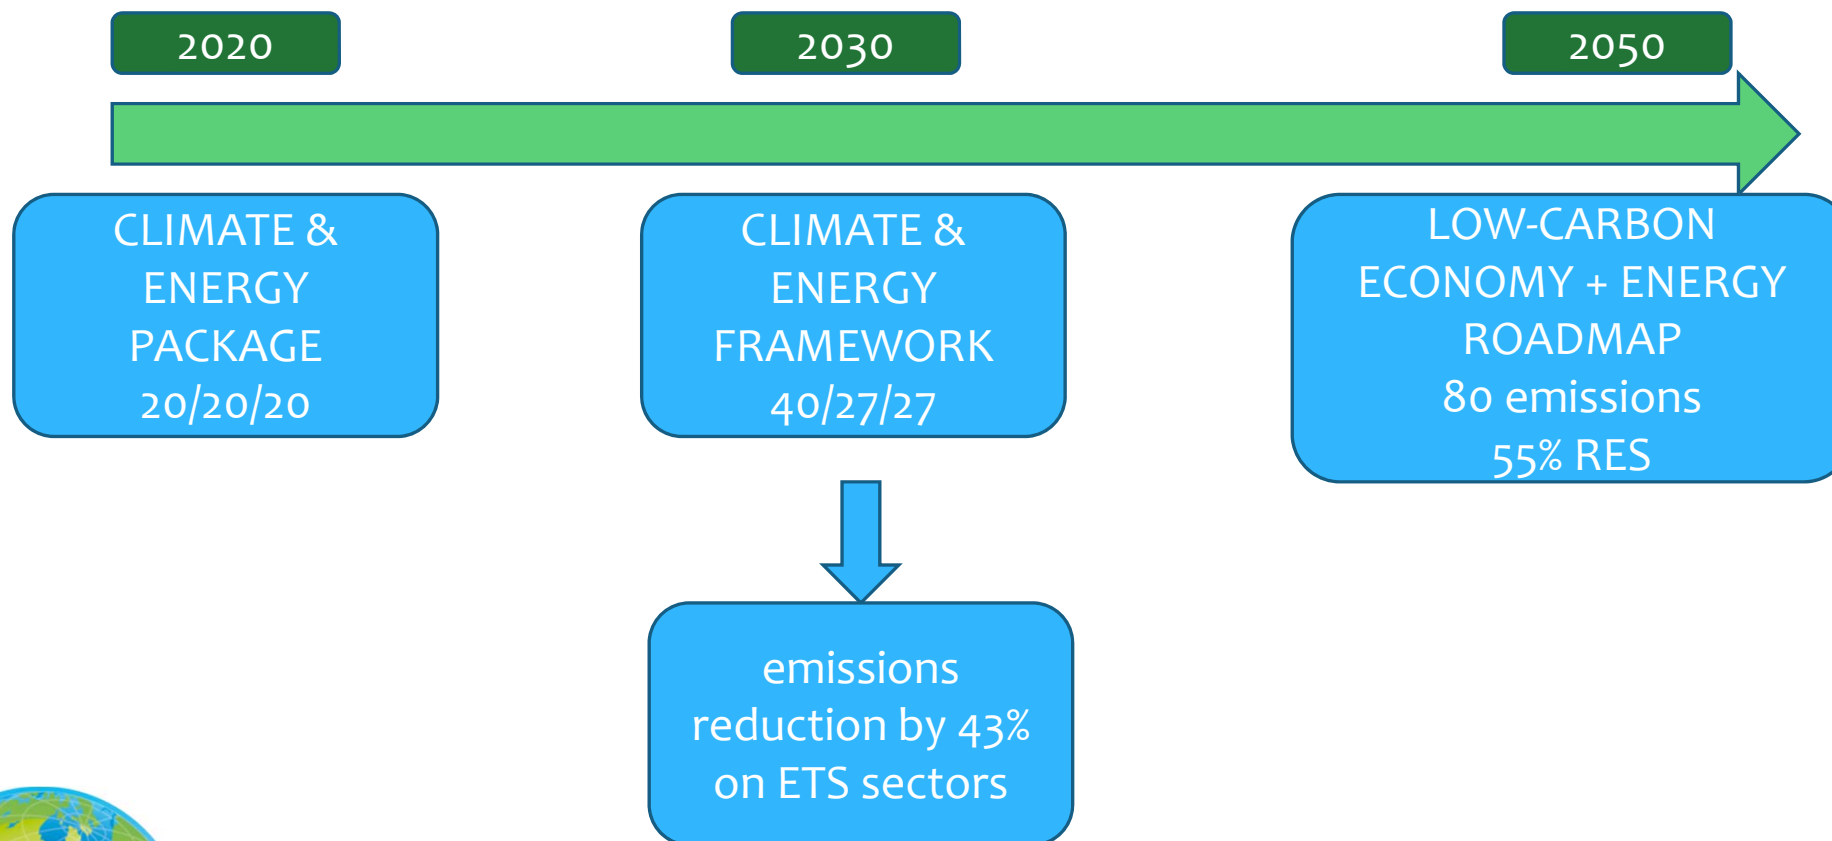 2020
2030
2050
CLIMATE &
ENERGY
PACKAGE
20/20/20
CLIMATE &
ENERGY
FRAMEWORK
40/27/27
LOW-CARBON
ECONOMY + ENERGY
ROADMAP
80 emissions
55% RES
emissions
reduction by 43%
on ETS sectors